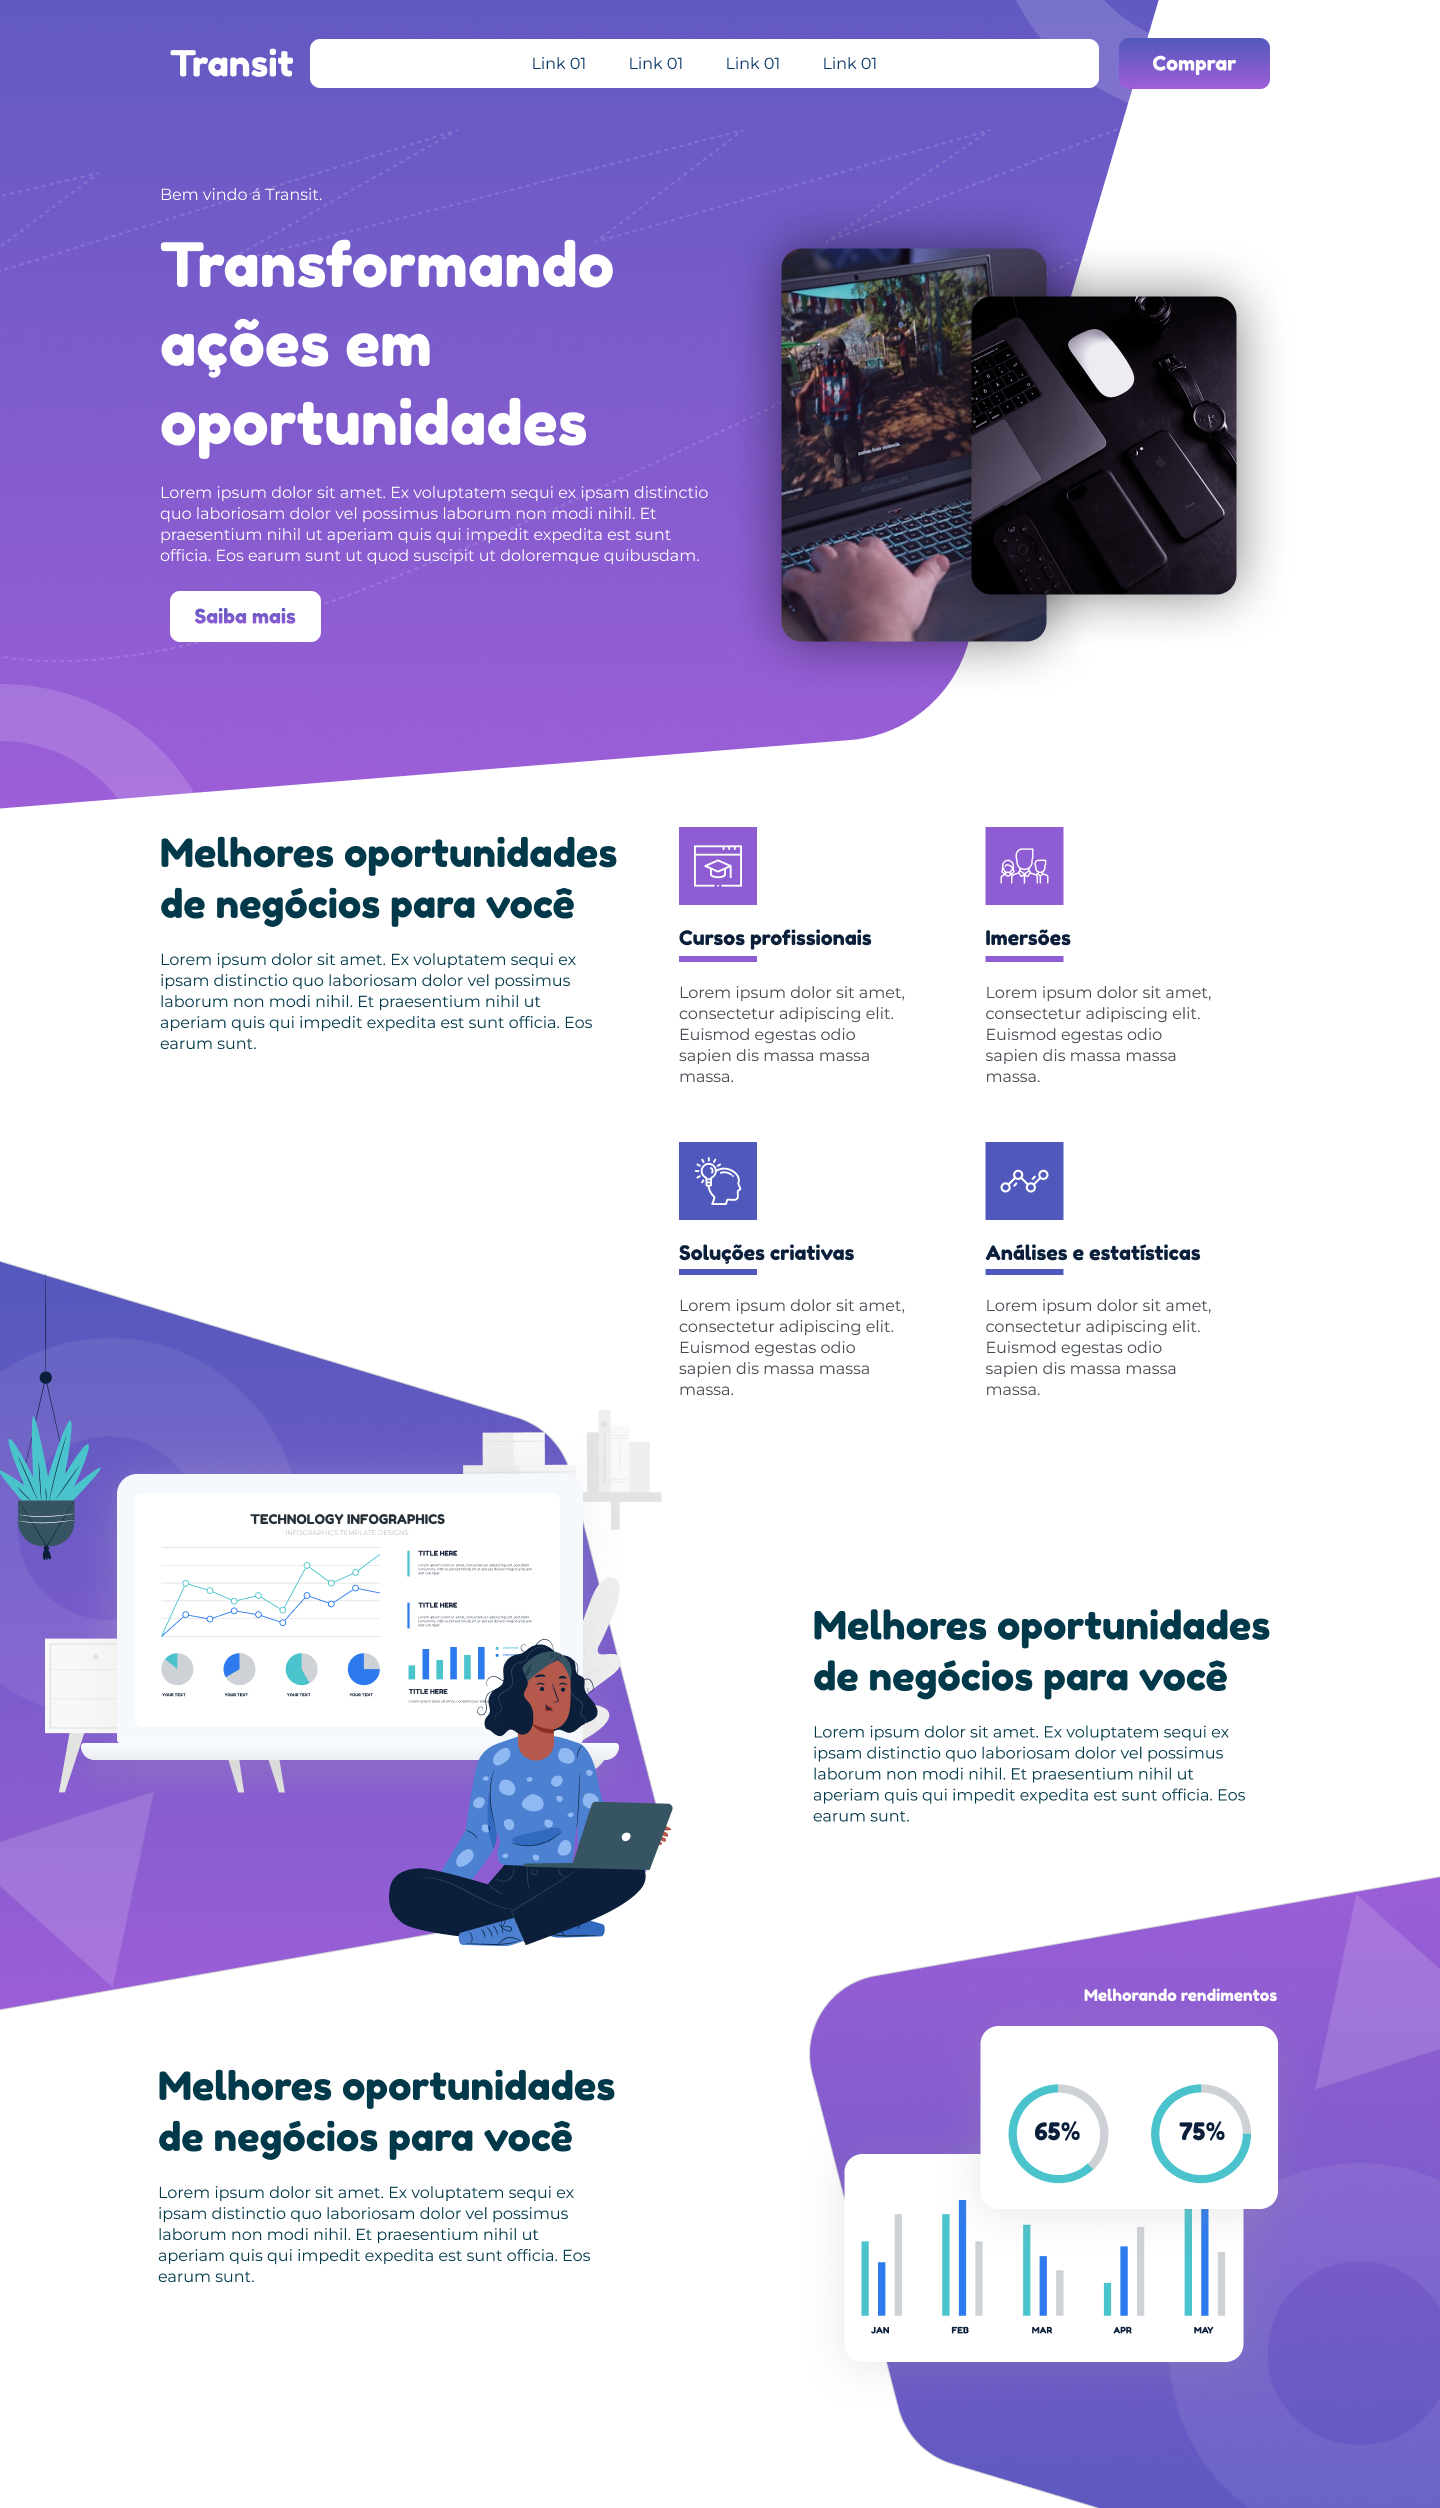 Transit
Link 01 Link 01 Link 01 Link 01
Comprar
Bem vindo á Transit.
Transformando
ações em
oportunidades
Lorem ipsum dolor sit amet. Ex voluptatem sequi ex ipsam distinctio
quo laboriosam dolor vel possimus laborum non modi nihil. Et
praesentium nihil ut aperiam quis qui impedit expedita est sunt
officia. Eos earum sunt ut quod suscipit ut doloremque quibusdam.
Saiba mais
Melhores oportunidades
de negócios para você
Lorem ipsum dolor sit amet. Ex voluptatem sequi ex
ipsam distinctio quo laboriosam dolor vel possimus
laborum non modi nihil. Et praesentium nihil ut
aperiam quis qui impedit expedita est sunt officia. Eos
earum sunt.
Cursos profissionais
Lorem ipsum dolor sit amet,
consectetur adipiscing elit.
Euismod egestas odio
sapien dis massa massa
massa.
Imersões
Lorem ipsum dolor sit amet,
consectetur adipiscing elit.
Euismod egestas odio
sapien dis massa massa
massa.
Soluções criativas
Lorem ipsum dolor sit amet,
consectetur adipiscing elit.
Euismod egestas odio
sapien dis massa massa
massa.
Análises e estatísticas
Lorem ipsum dolor sit amet,
consectetur adipiscing elit.
Euismod egestas odio
sapien dis massa massa
massa.
TECHNOLOGY INFOGRAPHICS
INFOGRAPHICS TEMPLATE DESIGNS
TITLE HERE
TITLE HERE
TITLE HERE
YOUR TEXT YOUR TEXT YOUR TEXT YOUR TEXT
Melhores oportunidades
de negócios para você
Lorem ipsum dolor sit amet. Ex voluptatem sequi ex
ipsam distinctio quo laboriosam dolor vel possimus
laborum non modi nihil. Et praesentium nihil ut
aperiam quis qui impedit expedita est sunt officia. Eos
earum sunt.
Melhorando rendimentos
65% 75%
JAN FEB MAR APR MAY
Melhores oportunidades
de negócios para você
Lorem ipsum dolor sit amet. Ex voluptatem sequi ex
ipsam distinctio quo laboriosam dolor vel possimus
laborum non modi nihil. Et praesentium nihil ut
aperiam quis qui impedit expedita est sunt officia. Eos
earum sunt.